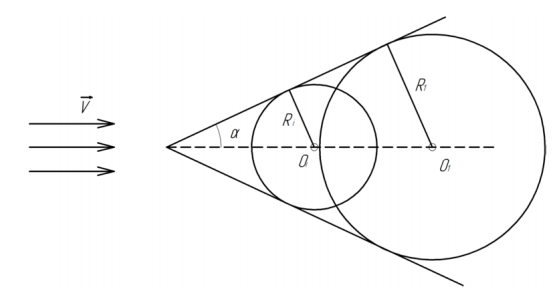 V⃗
α
R₁
O
R₁
O₁